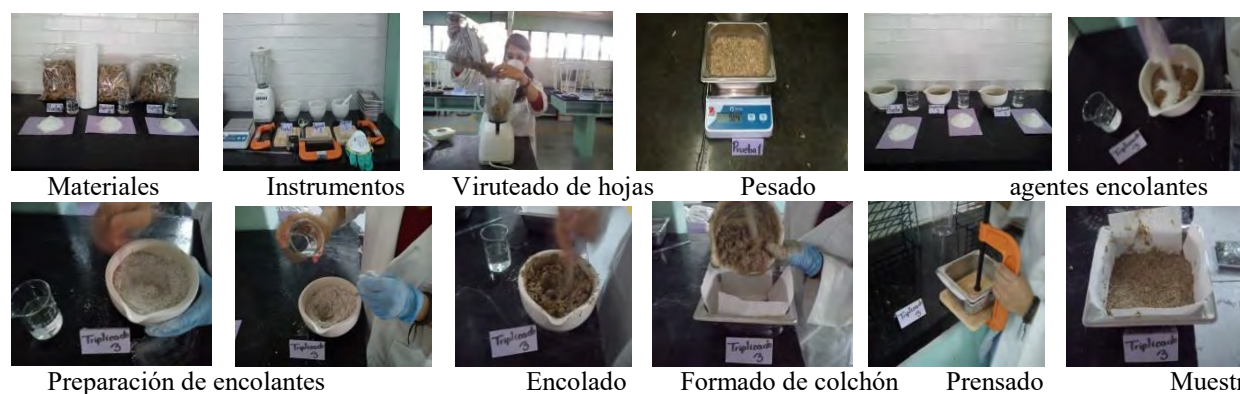 Prueba 1
Triplicado
3
Materiales Instrumentos Viruteado de hojas Pesado agentes encolantes
Triplicado
3
Triplicado
3
Triplicado
3
Triplicado
3
Triplicado
3
Preparación de encolantes Encolado Formado de colchón Prensado Muestr